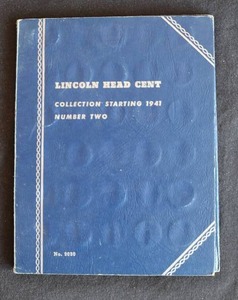 LINCOLN HEAD CENT
COLLECTION STARTING 1941
NUMBER TWO
No. 9030